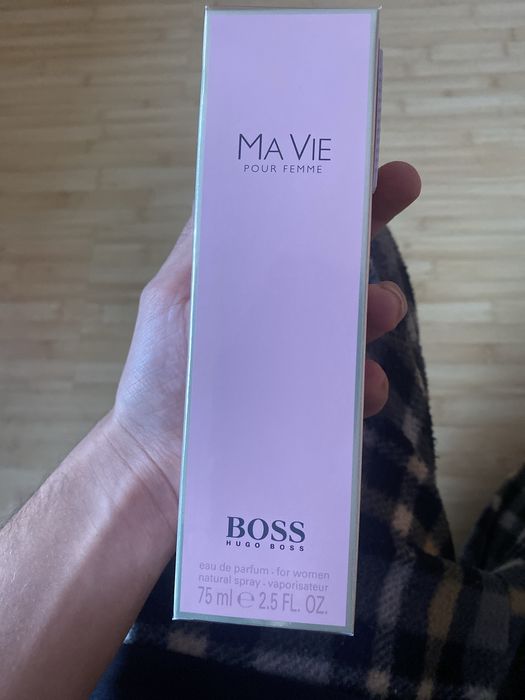 MA VIE
POUR FEMME
BOSS
HUGO BOSS
eau de parfum - for women
natural spray - vaporisateur
75 ml ℮ 2.5 FL. OZ.